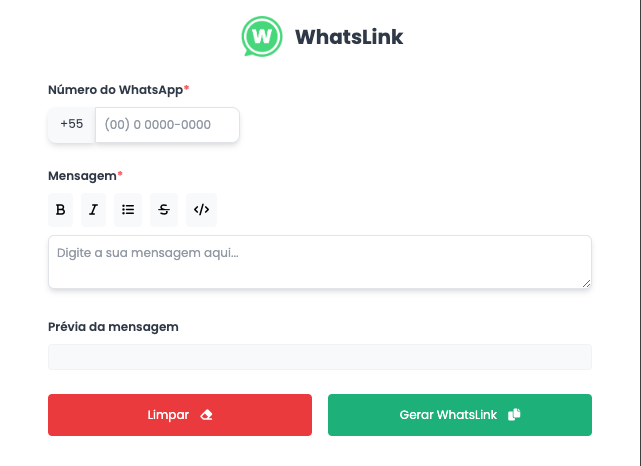 W WhatsLink
Número do WhatsApp*
+55 (00) 0 0000-0000
Mensagem*
B I S </>
Digite a sua mensagem aqui...
Prévia da mensagem
Limpar Gerar WhatsLink